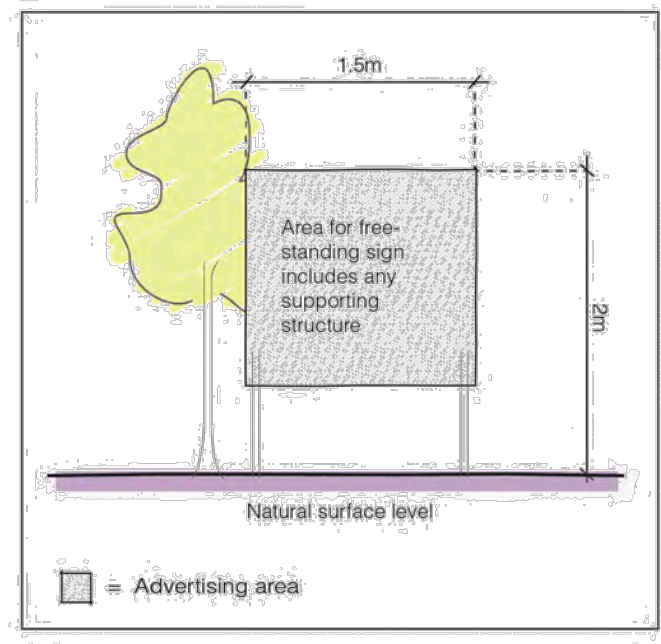 1.5m
Area for free-
standing sign
includes any
supporting
structure
2m
Natural surface level
= Advertising area